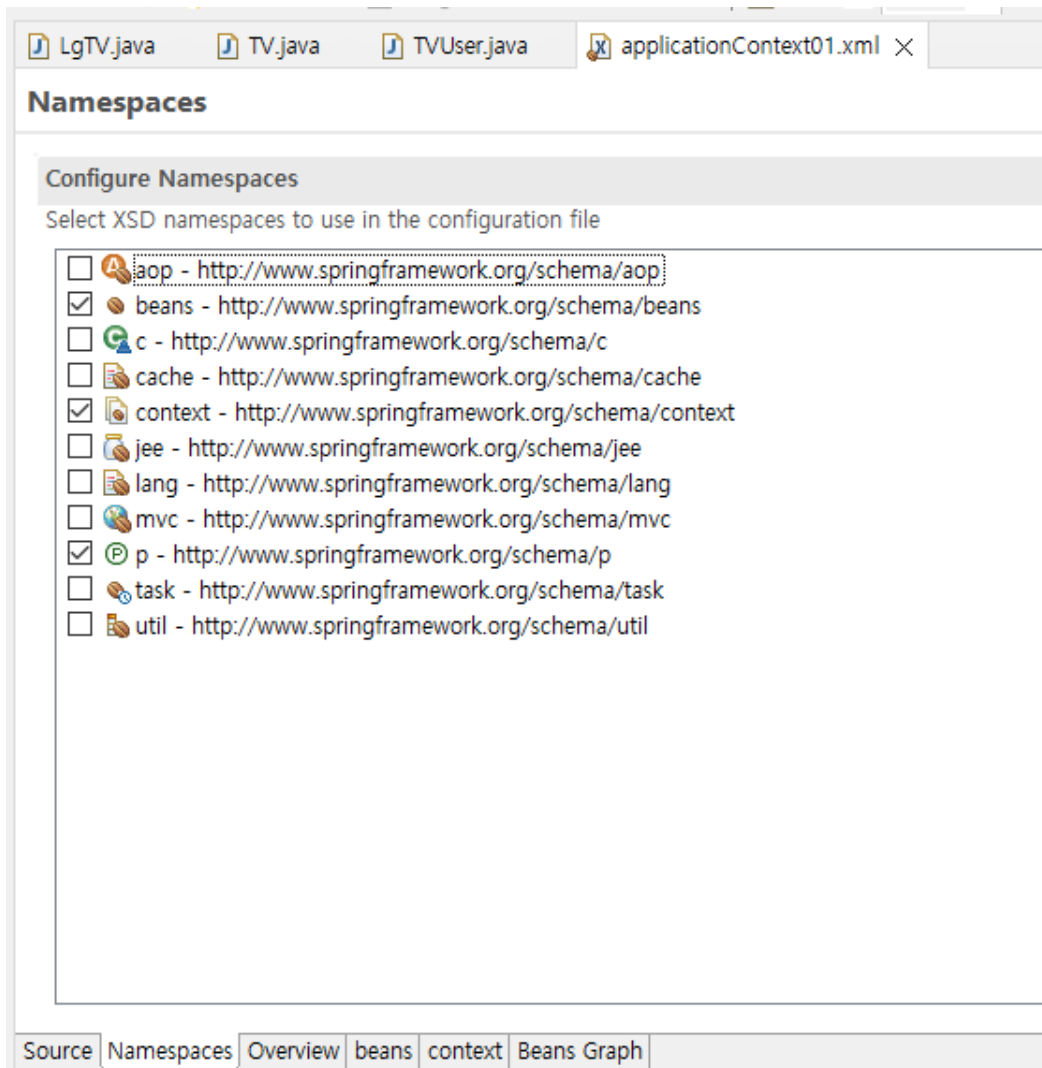 LgTV.java TV.java TVUser.java applicationContext01.xml
Namespaces
Configure Namespaces
Select XSD namespaces to use in the configuration file
aop - http://www.springframework.org/schema/aop
beans - http://www.springframework.org/schema/beans
c - http://www.springframework.org/schema/c
cache - http://www.springframework.org/schema/cache
context - http://www.springframework.org/schema/context
jee - http://www.springframework.org/schema/jee
lang - http://www.springframework.org/schema/lang
mvc - http://www.springframework.org/schema/mvc
p - http://www.springframework.org/schema/p
task - http://www.springframework.org/schema/task
util - http://www.springframework.org/schema/util
Source Namespaces Overview beans context Beans Graph